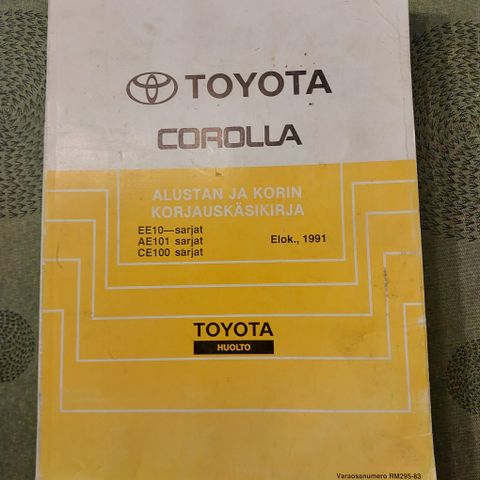 TOYOTA
COROLLA
ALUSTAN JA KORIN
KORJAUSKÄSIKIRJA
EE10—sarjat
AE101 sarjat Elok., 1991
CE100 sarjat
TOYOTA
HUOLTO
Varaosanumero RM295-83